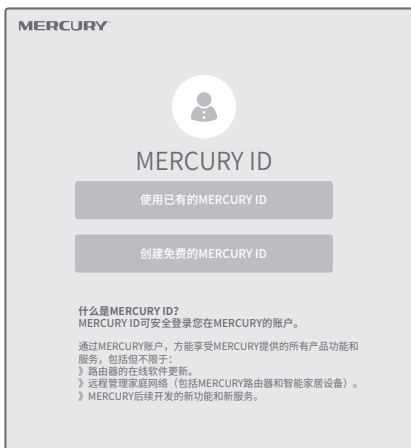 MERCURY
MERCURY ID
使用已有的MERCURY ID
创建免费的MERCURY ID
什么是MERCURY ID?
MERCURY ID可安全登录您在MERCURY的账户。
通过MERCURY账户，方能享受MERCURY提供的所有产品功能和
服务，包括但不限于：
》路由器的在线软件更新。
》远程管理家庭网络（包括MERCURY路由器和智能家居设备）。
》MERCURY后续开发的新功能和新服务。